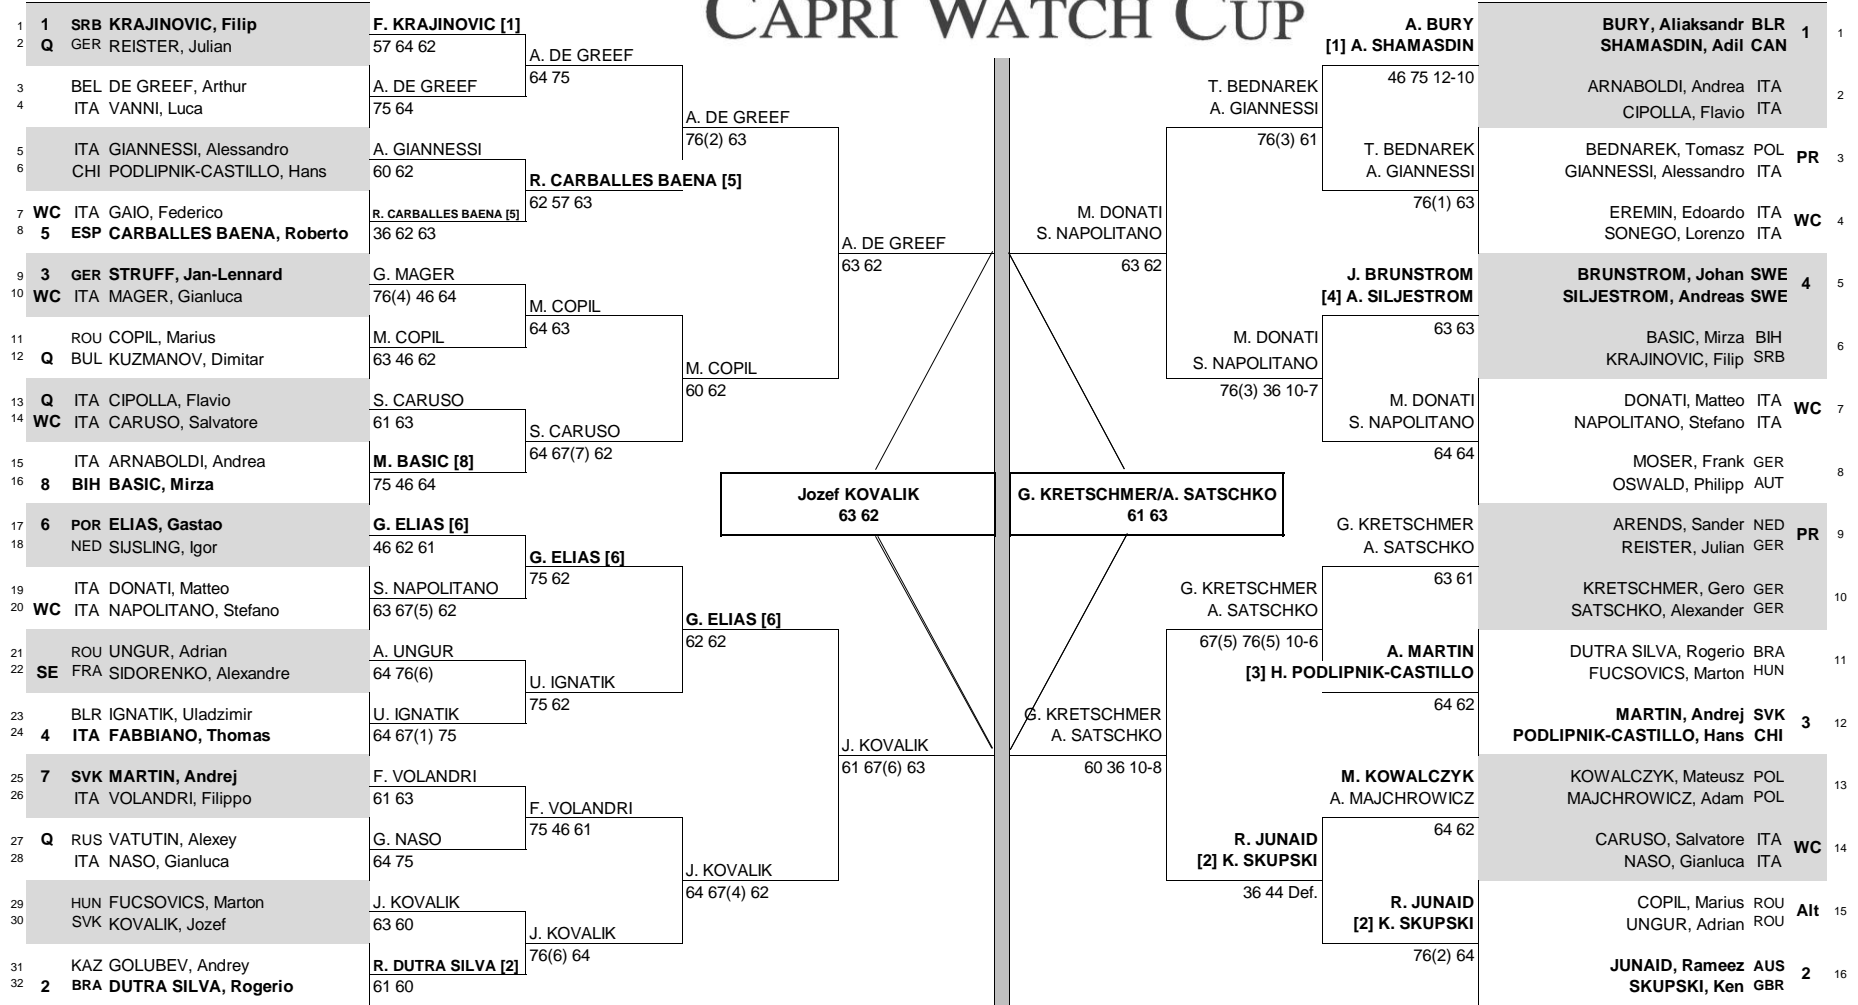 CAPRI WATCH CUP
1 1 SRB KRAJINOVIC, Filip
2 Q GER REISTER, Julian
3 BEL DE GREEF, Arthur
4 ITA VANNI, Luca
5 ITA GIANNESSI, Alessandro
6 CHI PODLIPNIK-CASTILLO, Hans
7 WC ITA GAIO, Federico
8 5 ESP CARBALLES BAENA, Roberto
9 3 GER STRUFF, Jan-Lennard
10 WC ITA MAGER, Gianluca
11 ROU COPIL, Marius
12 Q BUL KUZMANOV, Dimitar
13 Q ITA CIPOLLA, Flavio
14 WC ITA CARUSO, Salvatore
15 ITA ARNABOLDI, Andrea
16 8 BIH BASIC, Mirza
17 6 POR ELIAS, Gastao
18 NED SIJSLING, Igor
19 ITA DONATI, Matteo
20 WC ITA NAPOLITANO, Stefano
21 ROU UNGUR, Adrian
22 SE FRA SIDORENKO, Alexandre
23 BLR IGNATIK, Uladzimir
24 4 ITA FABBIANO, Thomas
25 7 SVK MARTIN, Andrej
26 ITA VOLANDRI, Filippo
27 Q RUS VATUTIN, Alexey
28 ITA NASO, Gianluca
29 HUN FUCSOVICS, Marton
30 SVK KOVALIK, Jozef
31 KAZ GOLUBEV, Andrey
32 2 BRA DUTRA SILVA, Rogerio
F. KRAJINOVIC [1]
57 64 62
A. DE GREEF
75 64
A. GIANNESSI
60 62
R. CARBALLES BAENA [5]
36 62 63
G. MAGER
76(4) 46 64
M. COPIL
63 46 62
S. CARUSO
61 63
M. BASIC [8]
75 46 64
G. ELIAS [6]
46 62 61
S. NAPOLITANO
63 67(5) 62
A. UNGUR
64 76(6)
U. IGNATIK
64 67(1) 75
F. VOLANDRI
61 63
G. NASO
64 75
J. KOVALIK
63 60
R. DUTRA SILVA [2]
61 60
A. DE GREEF
64 75
R. CARBALLES BAENA [5]
62 57 63
M. COPIL
64 63
S. CARUSO
64 67(7) 62
G. ELIAS [6]
75 62
U. IGNATIK
75 62
F. VOLANDRI
75 46 61
J. KOVALIK
76(6) 64
A. DE GREEF
76(2) 63
M. COPIL
60 62
G. ELIAS [6]
62 62
J. KOVALIK
64 67(4) 62
A. DE GREEF
63 62
J. KOVALIK
61 67(6) 63
Jozef KOVALIK
63 62
G. KRETSCHMER/A. SATSCHKO
61 63
M. DONATI
S. NAPOLITANO
63 62
G. KRETSCHMER
A. SATSCHKO
60 36 10-8
T. BEDNAREK
A. GIANNESSI
76(3) 61
M. DONATI
S. NAPOLITANO
76(3) 36 10-7
G. KRETSCHMER
A. SATSCHKO
67(5) 76(5) 10-6
R. JUNAID
[2] K. SKUPSKI
36 44 Def.
A. BURY
[1] A. SHAMASDIN
46 75 12-10
T. BEDNAREK
A. GIANNESSI
76(1) 63
J. BRUNSTROM
[4] A. SILJESTROM
63 63
M. DONATI
S. NAPOLITANO
64 64
G. KRETSCHMER
A. SATSCHKO
63 61
A. MARTIN
[3] H. PODLIPNIK-CASTILLO
64 62
M. KOWALCZYK
A. MAJCHROWICZ
64 62
R. JUNAID
[2] K. SKUPSKI
76(2) 64
BURY, Aliaksandr BLR 1 1
SHAMASDIN, Adil CAN
ARNABOLDI, Andrea ITA 2
CIPOLLA, Flavio ITA
BEDNAREK, Tomasz POL PR 3
GIANNESSI, Alessandro ITA
EREMIN, Edoardo ITA WC 4
SONEGO, Lorenzo ITA
BRUNSTROM, Johan SWE 4 5
SILJESTROM, Andreas SWE
BASIC, Mirza BIH 6
KRAJINOVIC, Filip SRB
DONATI, Matteo ITA WC 7
NAPOLITANO, Stefano ITA
MOSER, Frank GER 8
OSWALD, Philipp AUT
ARENDS, Sander NED PR 9
REISTER, Julian GER
KRETSCHMER, Gero GER 10
SATSCHKO, Alexander GER
DUTRA SILVA, Rogerio BRA 11
FUCSOVICS, Marton HUN
MARTIN, Andrej SVK 3 12
PODLIPNIK-CASTILLO, Hans CHI
KOWALCZYK, Mateusz POL 13
MAJCHROWICZ, Adam POL
CARUSO, Salvatore ITA WC 14
NASO, Gianluca ITA
COPIL, Marius ROU Alt 15
UNGUR, Adrian ROU
JUNAID, Rameez AUS 2 16
SKUPSKI, Ken GBR